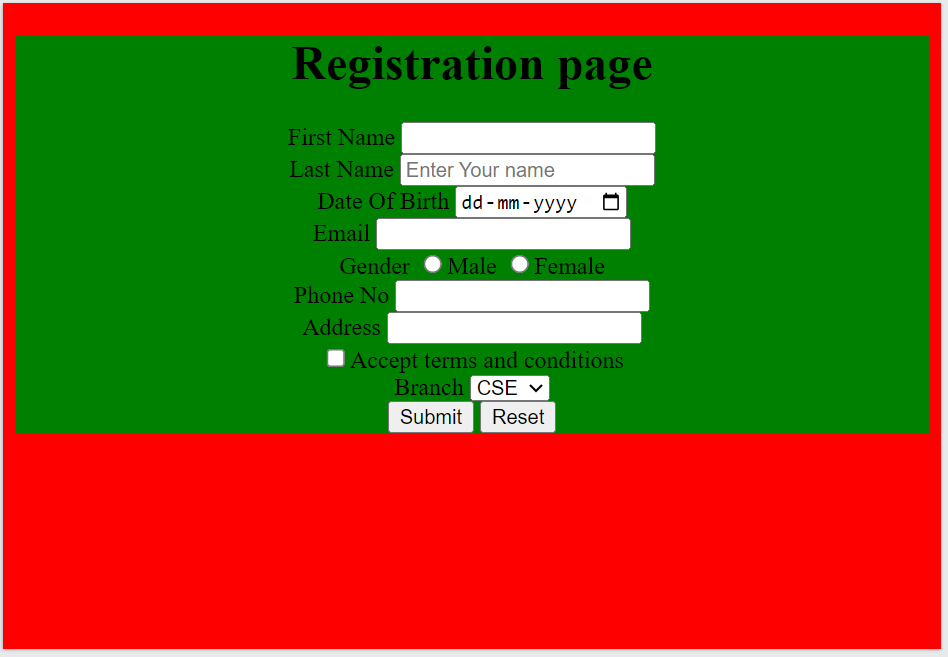 Registration page
First Name
Last Name Enter Your name
Date Of Birth dd-mm-yyyy
Email
Gender Male Female
Phone No
Address
Accept terms and conditions
Branch CSE
Submit Reset